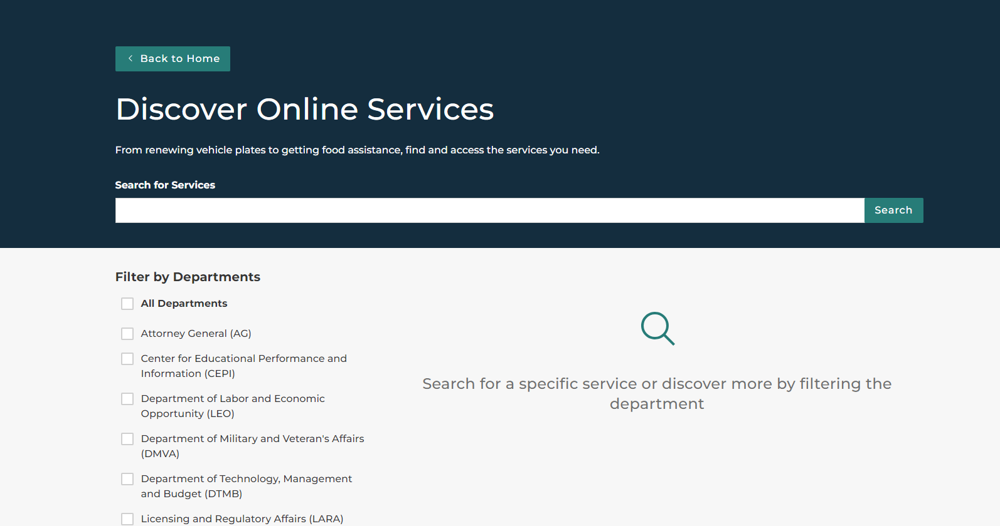 Back to Home
Discover Online Services
From renewing vehicle plates to getting food assistance, find and access the services you need.
Search for Services
Search
Filter by Departments
All Departments
Attorney General (AG)
Center for Educational Performance and
Information (CEPI)
Department of Labor and Economic
Opportunity (LEO)
Department of Military and Veteran's Affairs
(DMVA)
Department of Technology, Management
and Budget (DTMB)
Licensing and Regulatory Affairs (LARA)
Search for a specific service or discover more by filtering the
department